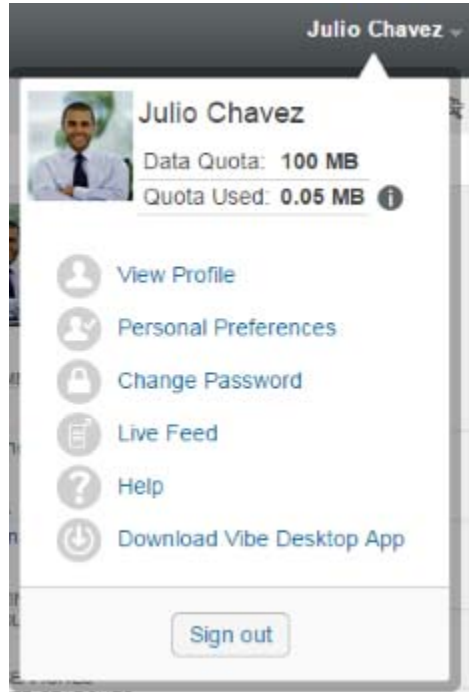 Julio Chavez
Julio Chavez
Data Quota: 100 MB
Quota Used: 0.05 MB
View Profile
Personal Preferences
Change Password
Live Feed
Help
Download Vibe Desktop App
Sign out